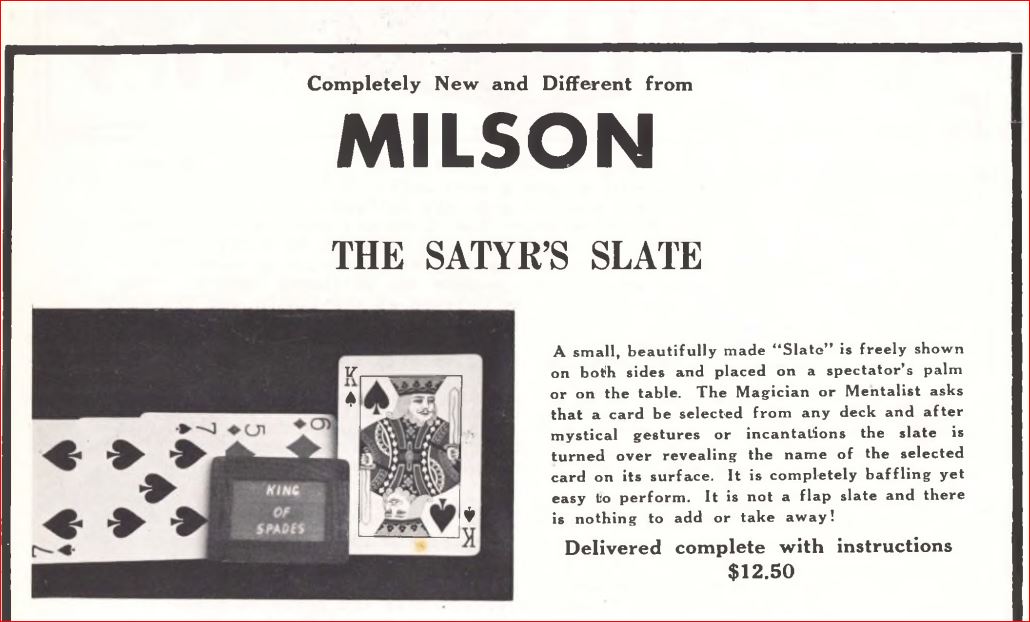 Completely New and Different from
MILSON
THE SATYR'S SLATE
A small, beautifully made "Slate" is freely shown
on both sides and placed on a spectator's palm
or on the table. The Magician or Mentalist asks
that a card be selected from any deck and after
mystical gestures or incantations the slate is
turned over revealing the name of the selected
card on its surface. It is completely baffling yet
easy to perform. It is not a flap slate and there
is nothing to add or take away!
Delivered complete with instructions
$12.50
7
5
6
K
KING
OF
SPADES
7
K